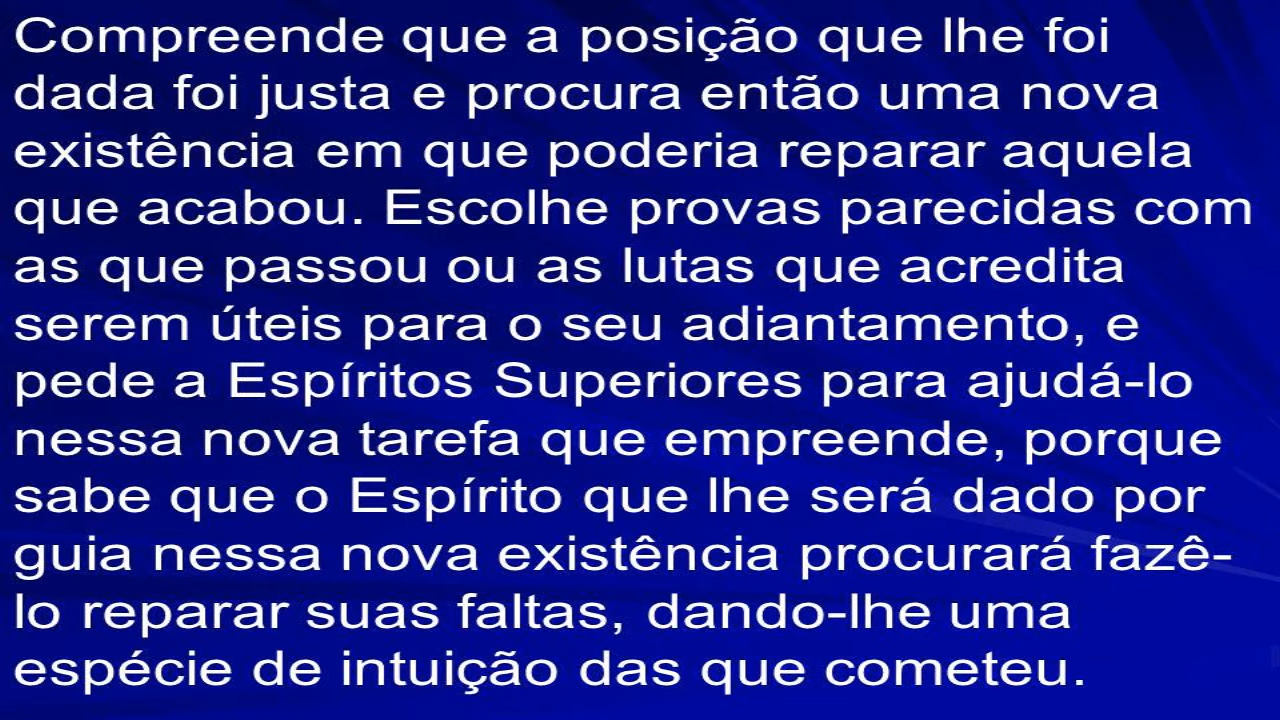 Compreende que a posição que lhe foi
dada foi justa e procura então uma nova
existência em que poderia reparar aquela
que acabou. Escolhe provas parecidas com
as que passou ou as lutas que acredita
serem úteis para o seu adiantamento, e
pede a Espíritos Superiores para ajudá-lo
nessa nova tarefa que empreende, porque
sabe que o Espírito que lhe será dado por
guia nessa nova existência procurará fazê-
lo reparar suas faltas, dando-lhe uma
espécie de intuição das que cometeu.